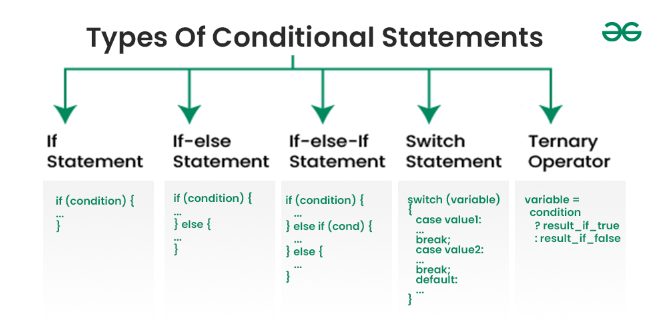 Types Of Conditional Statements
If
Statement
if (condition) {
...
}
If-else
Statement
if (condition) {
...
} else {
...
}
If-else-If
Statement
if (condition) {
...
} else if (cond) {
...
} else {
...
}
Switch
Statement
switch (variable)
{
case value1:
...
break;
case value2:
...
break;
default:
...
}
Ternary
Operator
variable =
condition
? result_if_true
: result_if_false